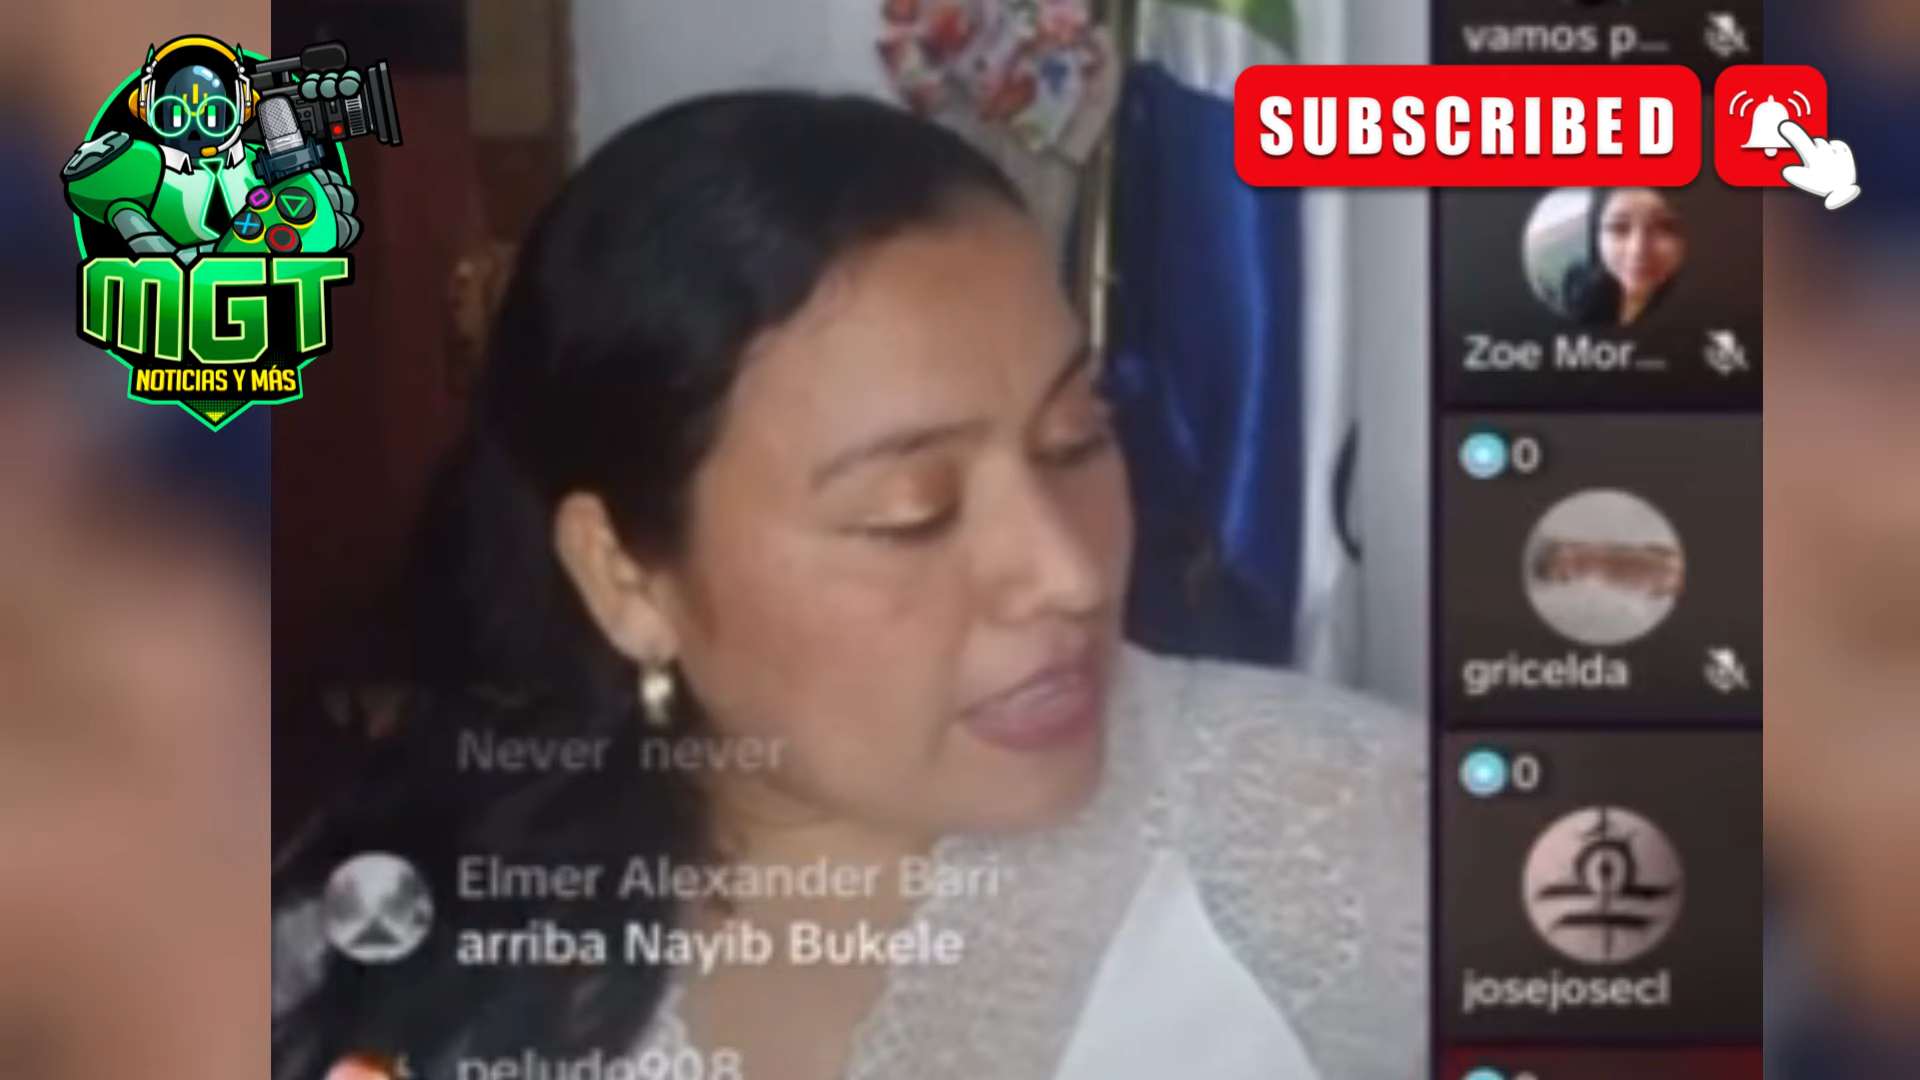 vamos p...
SUBSCRIBED
MGT
NOTICIAS Y MÁS
Zoe Mor...
0
gricelda
Never never
0
Elmer Alexander Bari
arriba Nayib Bukele
josejosecl
peludo908